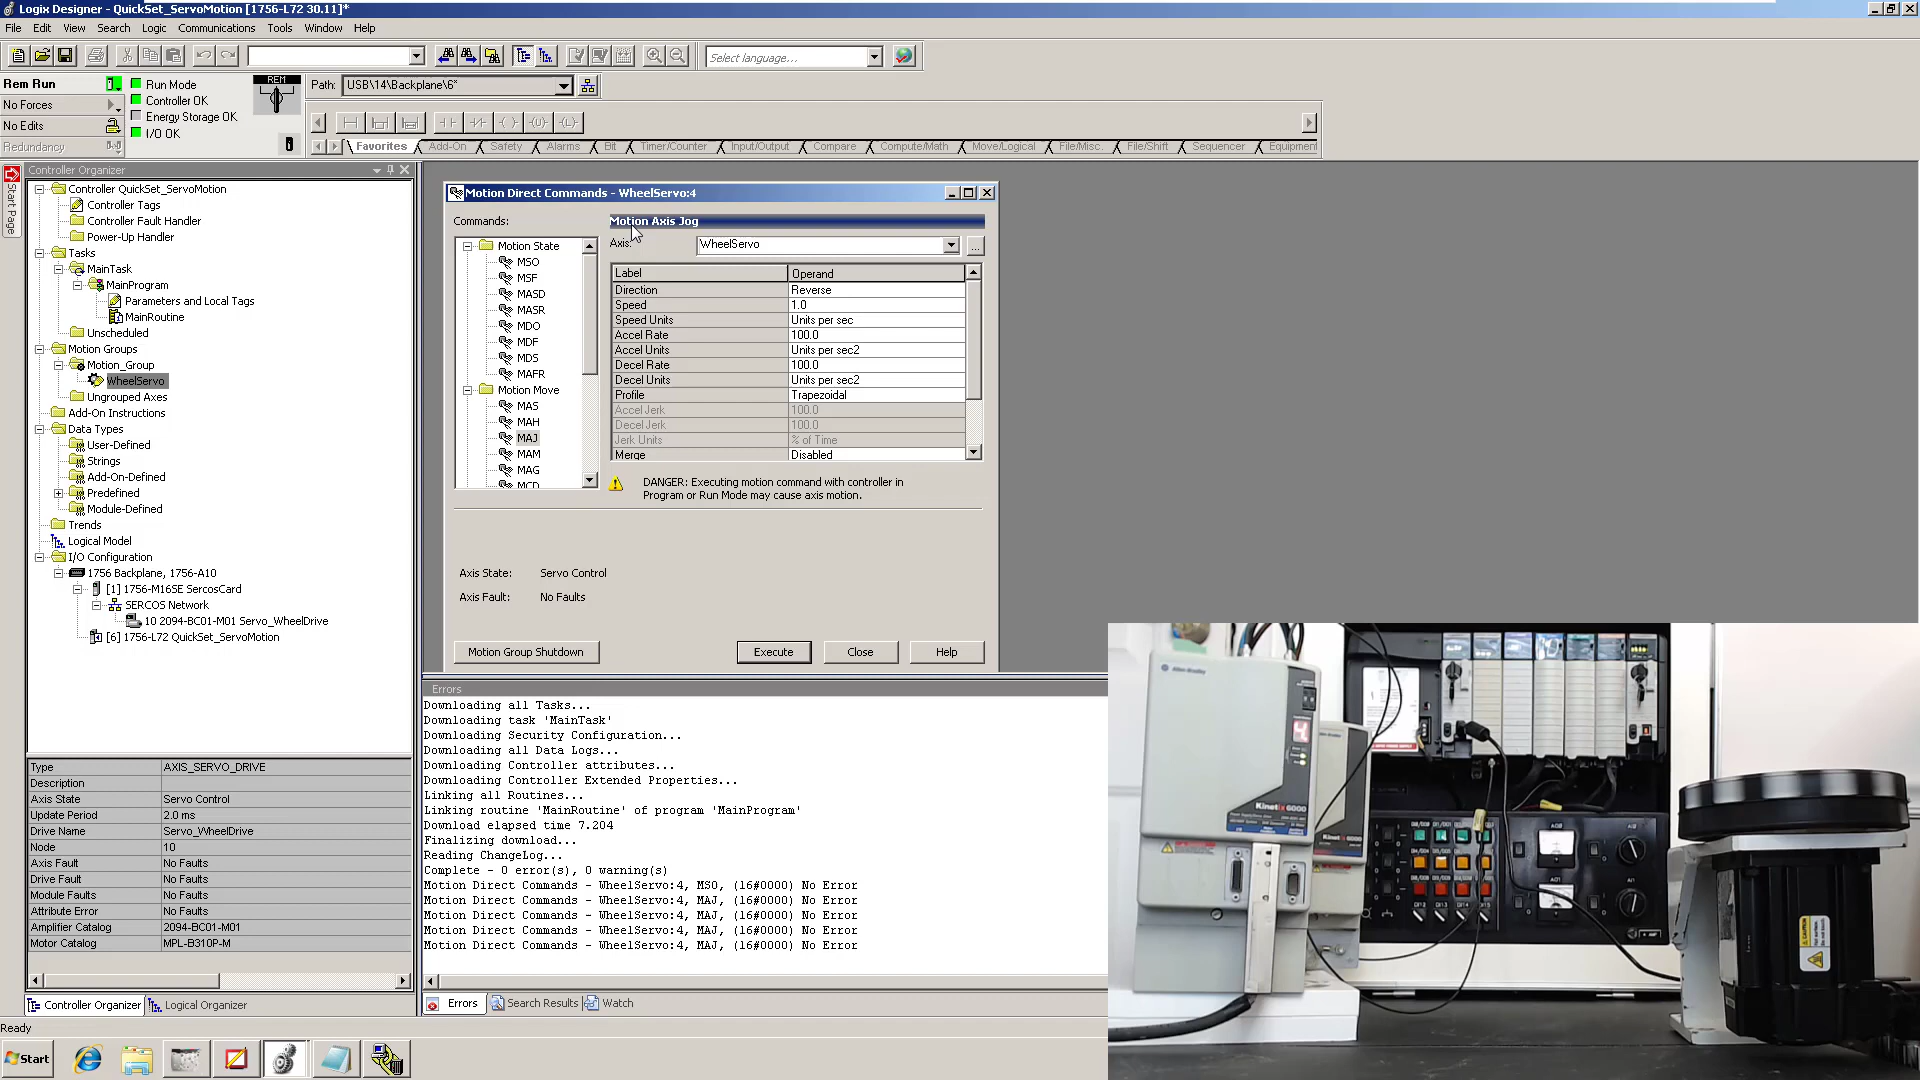 Logix Designer - QuickSet_ServoMotion [1756-L72 30.11]*
File Edit View Search Logic Communications Tools Window Help
Select language...
Rem Run
No Forces
No Edits
Redundancy
Run Mode
Controller OK
Energy Storage OK
I/O OK
REM
Path: USB\14\Backplane\6*
Favorites Add-On Safety Alarms Bit Timer/Counter Input/Output Compare Compute/Math Move/Logical File/Misc. File/Shift Sequencer Equipment
Start Page
Controller Organizer
Controller QuickSet_ServoMotion
Controller Tags
Controller Fault Handler
Power-Up Handler
Tasks
MainTask
MainProgram
Parameters and Local Tags
MainRoutine
Unscheduled
Motion Groups
Motion_Group
WheelServo
Ungrouped Axes
Add-On Instructions
Data Types
User-Defined
Strings
Add-On-Defined
Predefined
Module-Defined
Trends
Logical Model
I/O Configuration
1756 Backplane, 1756-A10
[1] 1756-M16SE SercosCard
SERCOS Network
10 2094-BC01-M01 Servo_WheelDrive
[6] 1756-L72 QuickSet_ServoMotion
Type AXIS_SERVO_DRIVE
Description
Axis State Servo Control
Update Period 2.0 ms
Drive Name Servo_WheelDrive
Node 10
Axis Fault No Faults
Drive Fault No Faults
Module Faults No Faults
Attribute Error No Faults
Amplifier Catalog 2094-BC01-M01
Motor Catalog MPL-B310P-M
Controller Organizer Logical Organizer
Ready
Start
Motion Direct Commands - WheelServo:4
Commands:
Motion State
MSO
MSF
MASD
MASR
MDO
MDF
MDS
MAFR
Motion Move
MAS
MAH
MAJ
MAM
MAG
MCD
Motion Axis Jog
Axis: WheelServo ...
Label Operand
Direction Reverse
Speed 1.0
Speed Units Units per sec
Accel Rate 100.0
Accel Units Units per sec2
Decel Rate 100.0
Decel Units Units per sec2
Profile Trapezoidal
Accel Jerk 100.0
Decel Jerk 100.0
Jerk Units % of Time
Merge Disabled
DANGER: Executing motion command with controller in
Program or Run Mode may cause axis motion.
Axis State: Servo Control
Axis Fault: No Faults
Motion Group Shutdown Execute Close Help
Errors
Downloading all Tasks...
Downloading task 'MainTask'
Downloading Security Configuration...
Downloading all Data Logs...
Downloading Controller attributes...
Downloading Controller Extended Properties...
Linking all Routines...
Linking routine 'MainRoutine' of program 'MainProgram'
Download elapsed time 7.204
Finalizing download...
Reading ChangeLog...
Complete - 0 error(s), 0 warning(s)
Motion Direct Commands - WheelServo:4, MSO, (16#0000) No Error
Motion Direct Commands - WheelServo:4, MAJ, (16#0000) No Error
Motion Direct Commands - WheelServo:4, MAJ, (16#0000) No Error
Motion Direct Commands - WheelServo:4, MAJ, (16#0000) No Error
Motion Direct Commands - WheelServo:4, MAJ, (16#0000) No Error
Errors Search Results Watch
Allen-Bradley
4
Kinetix 6000
Kinetix 6000
CAUTION